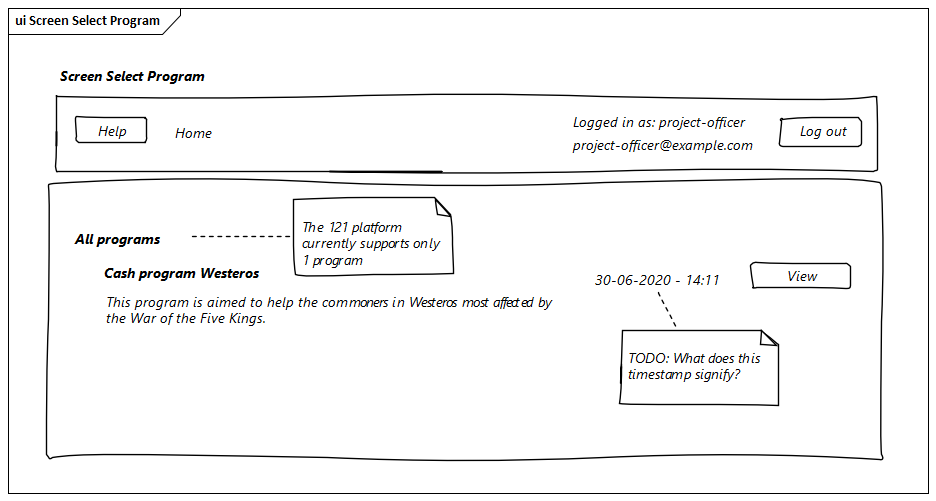 ui Screen Select Program
Screen Select Program
Help
Home
Logged in as: project-officer
project-officer@example.com
Log out
All programs
The 121 platform
currently supports only
1 program
Cash program Westeros
30-06-2020 - 14:11
View
This program is aimed to help the commoners in Westeros most affected by
the War of the Five Kings.
TODO: What does this
timestamp signify?